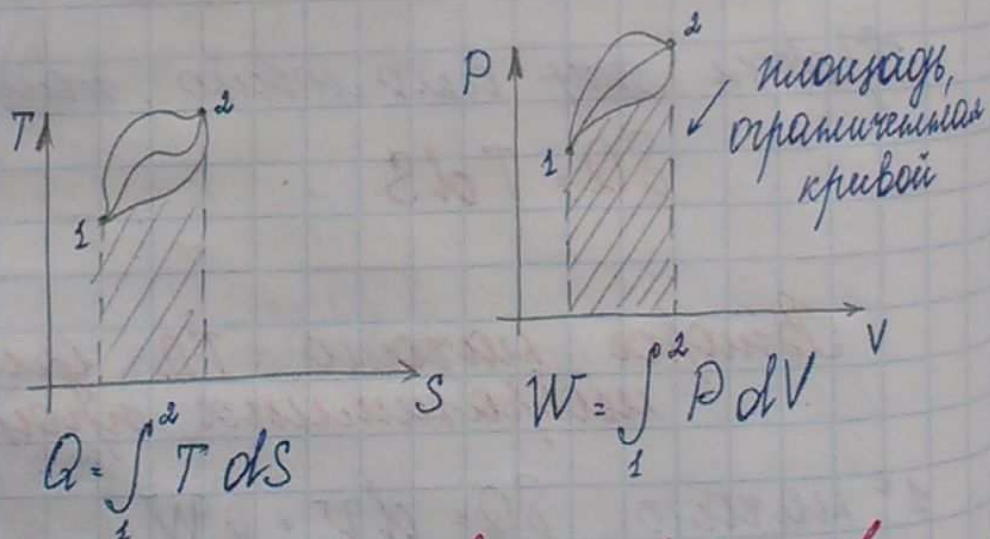 T
2
1
S
Q = ∫₁² T dS
P
2
1
V
площадь,
ограниченная
кривой
W = ∫₁² P dV